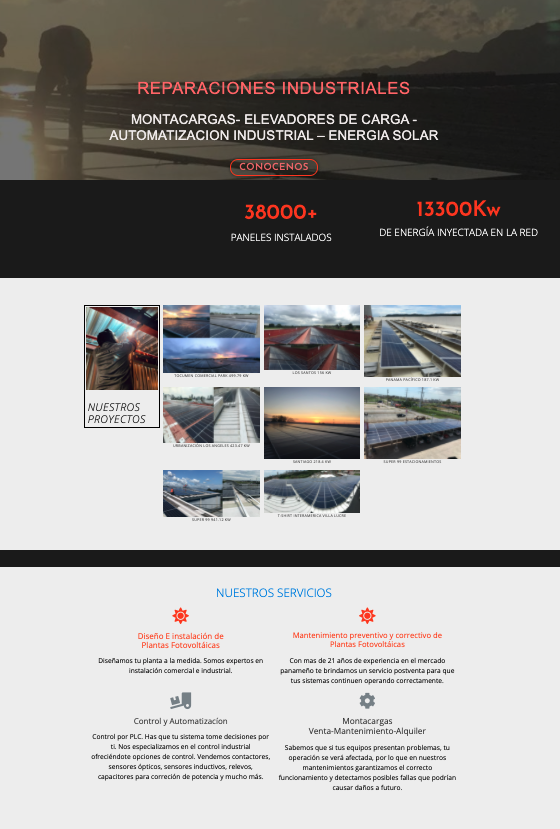 REPARACIONES INDUSTRIALES
MONTACARGAS- ELEVADORES DE CARGA -
AUTOMATIZACION INDUSTRIAL – ENERGIA SOLAR
CONOCENOS
38000+
PANELES INSTALADOS
13300Kw
DE ENERGÍA INYECTADA EN LA RED
NUESTROS
PROYECTOS
TOCUMEN COMERCIAL PARK 499.79 KW
LOS SANTOS 156 KW
PANAMA PACÍFICO 187.1 KW
URBANIZACIÓN LOS ANGELES 423.27 KW
SANTIAGO 218.4 KW
SUPER 99 ESTACIONAMIENTOS
SUPER 99 947.12 KW
T-SHIRT INTERAMERICA VILLA LUCRE
NUESTROS SERVICIOS
Diseño E instalación de
Plantas Fotovoltáicas
Diseñamos tu planta a la medida. Somos expertos en
instalación comercial e industrial.
Mantenimiento preventivo y correctivo de
Plantas Fotovoltáicas
Con mas de 21 años de experiencia en el mercado
panameño te brindamos un servicio postventa para que
tus sistemas continuen operando correctamente.
Control y Automatizacíon
Control por PLC. Has que tu sistema tome decisiones por
ti. Nos especializamos en el control industrial
ofreciéndote opciones de control. Vendemos contactores,
sensores ópticos, sensores inductivos, relevos,
capacitores para correción de potencia y mucho más.
Montacargas
Venta-Mantenimiento-Alquiler
Sabemos que si tus equipos presentan problemas, tu
operación se verá afectada, por lo que en nuestros
mantenimientos garantizamos el correcto
funcionamiento y detectamos posibles fallas que podrían
causar daños a futuro.